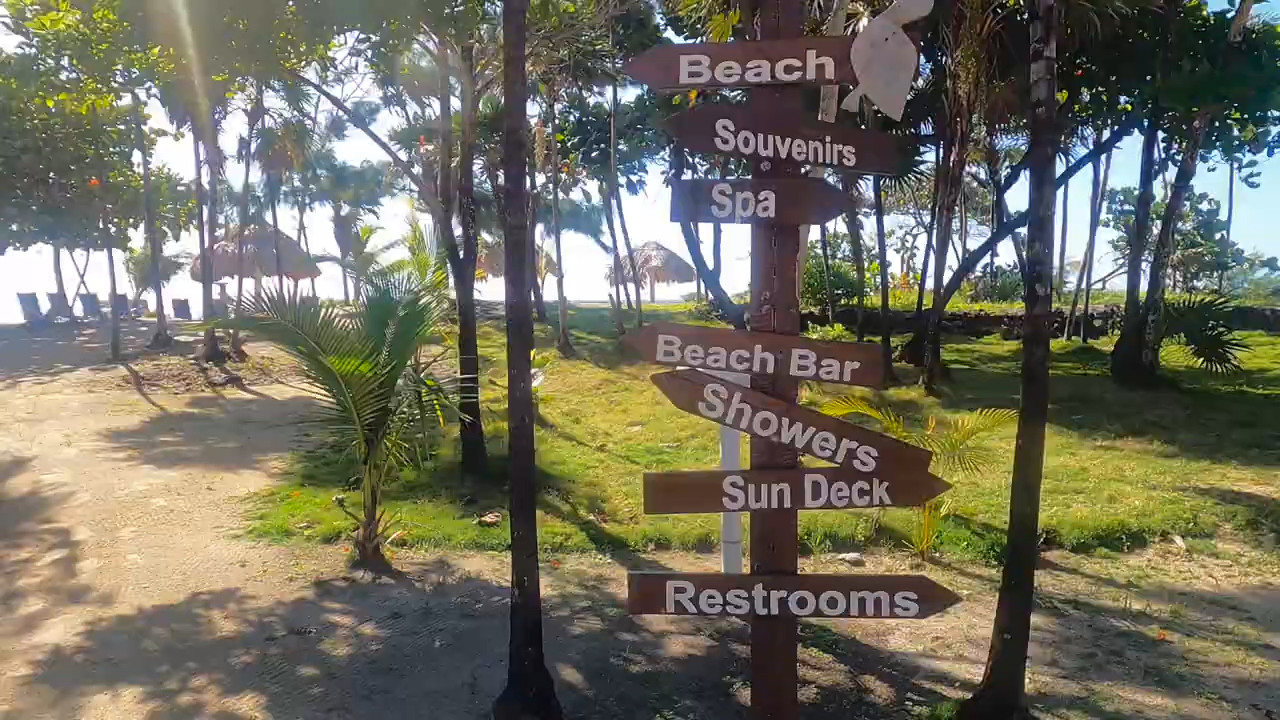 Beach
Souvenirs
Spa
Beach Bar
Showers
Sun Deck
Restrooms